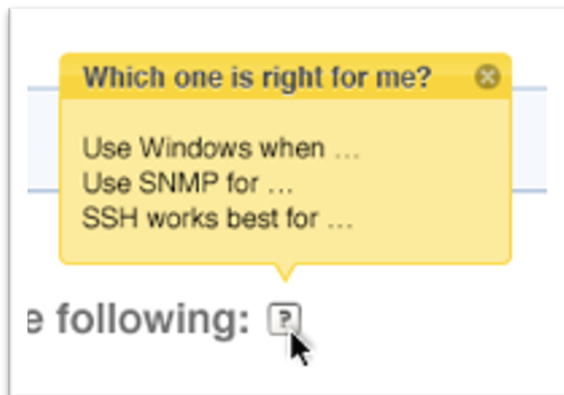 Which one is right for me?
Use Windows when ...
Use SNMP for ...
SSH works best for ...
e following: ?